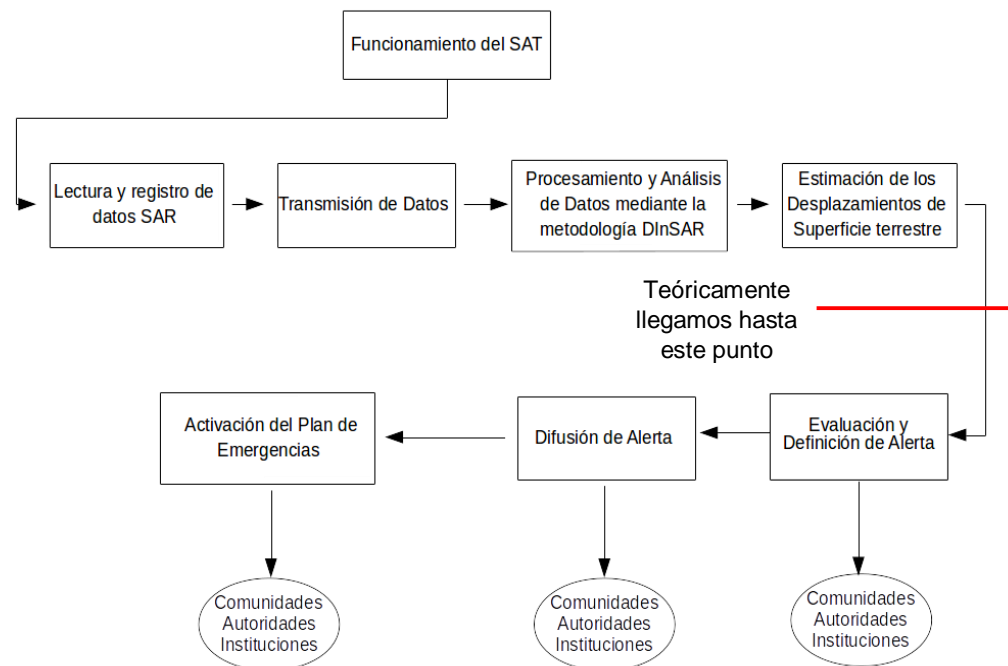 Funcionamiento del SAT
Lectura y registro de
datos SAR
Transmisión de Datos
Procesamiento y Análisis
de Datos mediante la
metodología DInSAR
Estimación de los
Desplazamientos de
Superficie terrestre
Teóricamente
llegamos hasta
este punto
Activación del Plan de
Emergencias
Difusión de Alerta
Evaluación y
Definición de Alerta
Comunidades
Autoridades
Instituciones
Comunidades
Autoridades
Instituciones
Comunidades
Autoridades
Instituciones